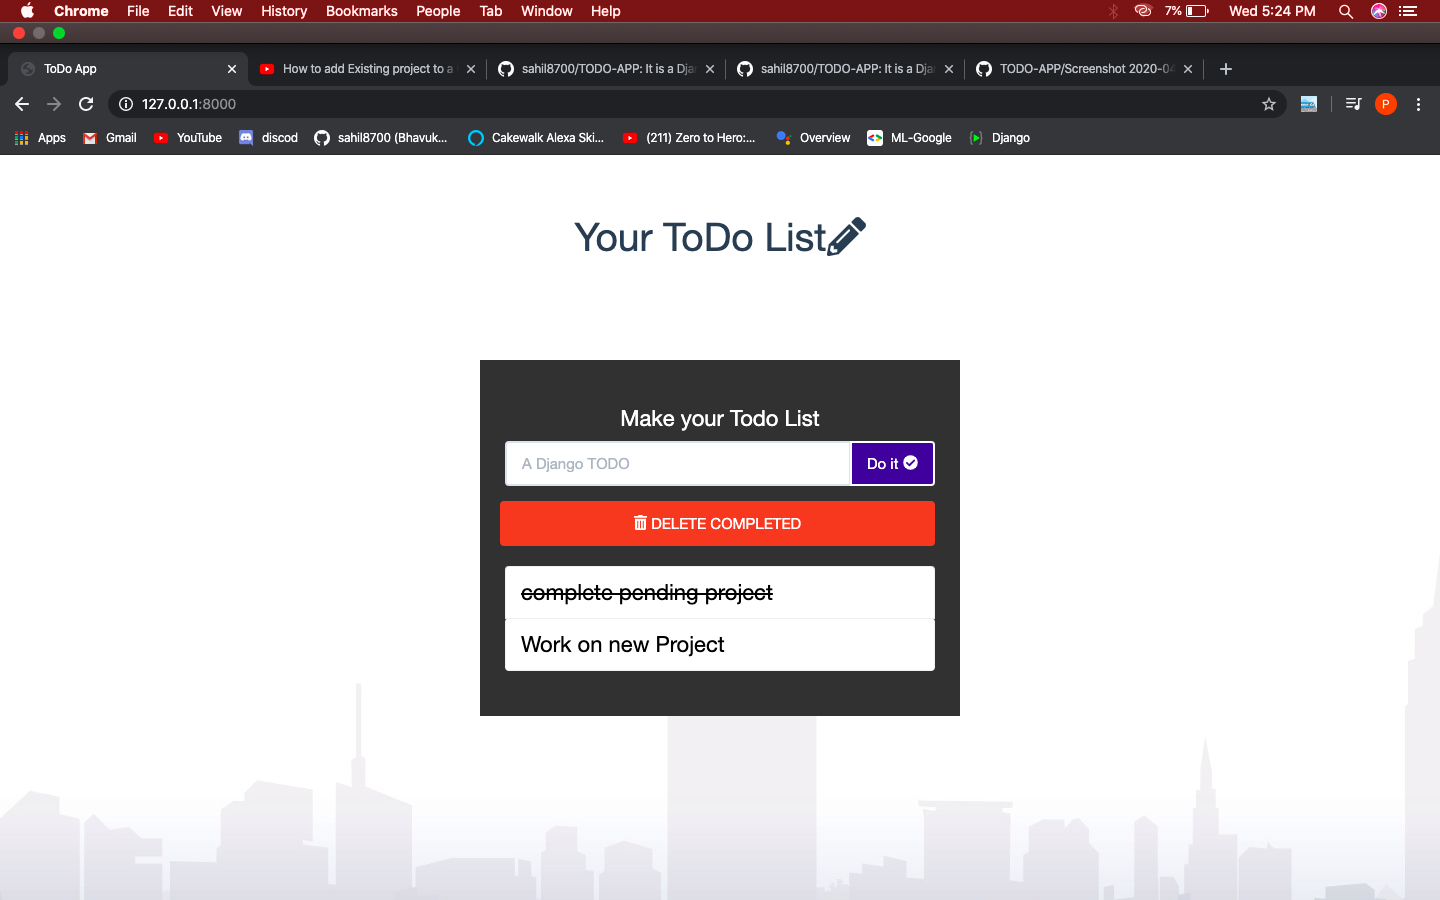 Chrome File Edit View History Bookmarks People Tab Window Help 7% Wed 5:24 PM
ToDo App How to add Existing project to a sahil8700/TODO-APP: It is a Dja sahil8700/TODO-APP: It is a Dja TODO-APP/Screenshot 2020-04
127.0.0.1:8000 P
Apps Gmail YouTube discod sahil8700 (Bhavuk... Cakewalk Alexa Ski... (211) Zero to Hero:... Overview ML-Google Django
Your ToDo List
Make your Todo List
A Django TODO Do it
DELETE COMPLETED
complete pending project
Work on new Project